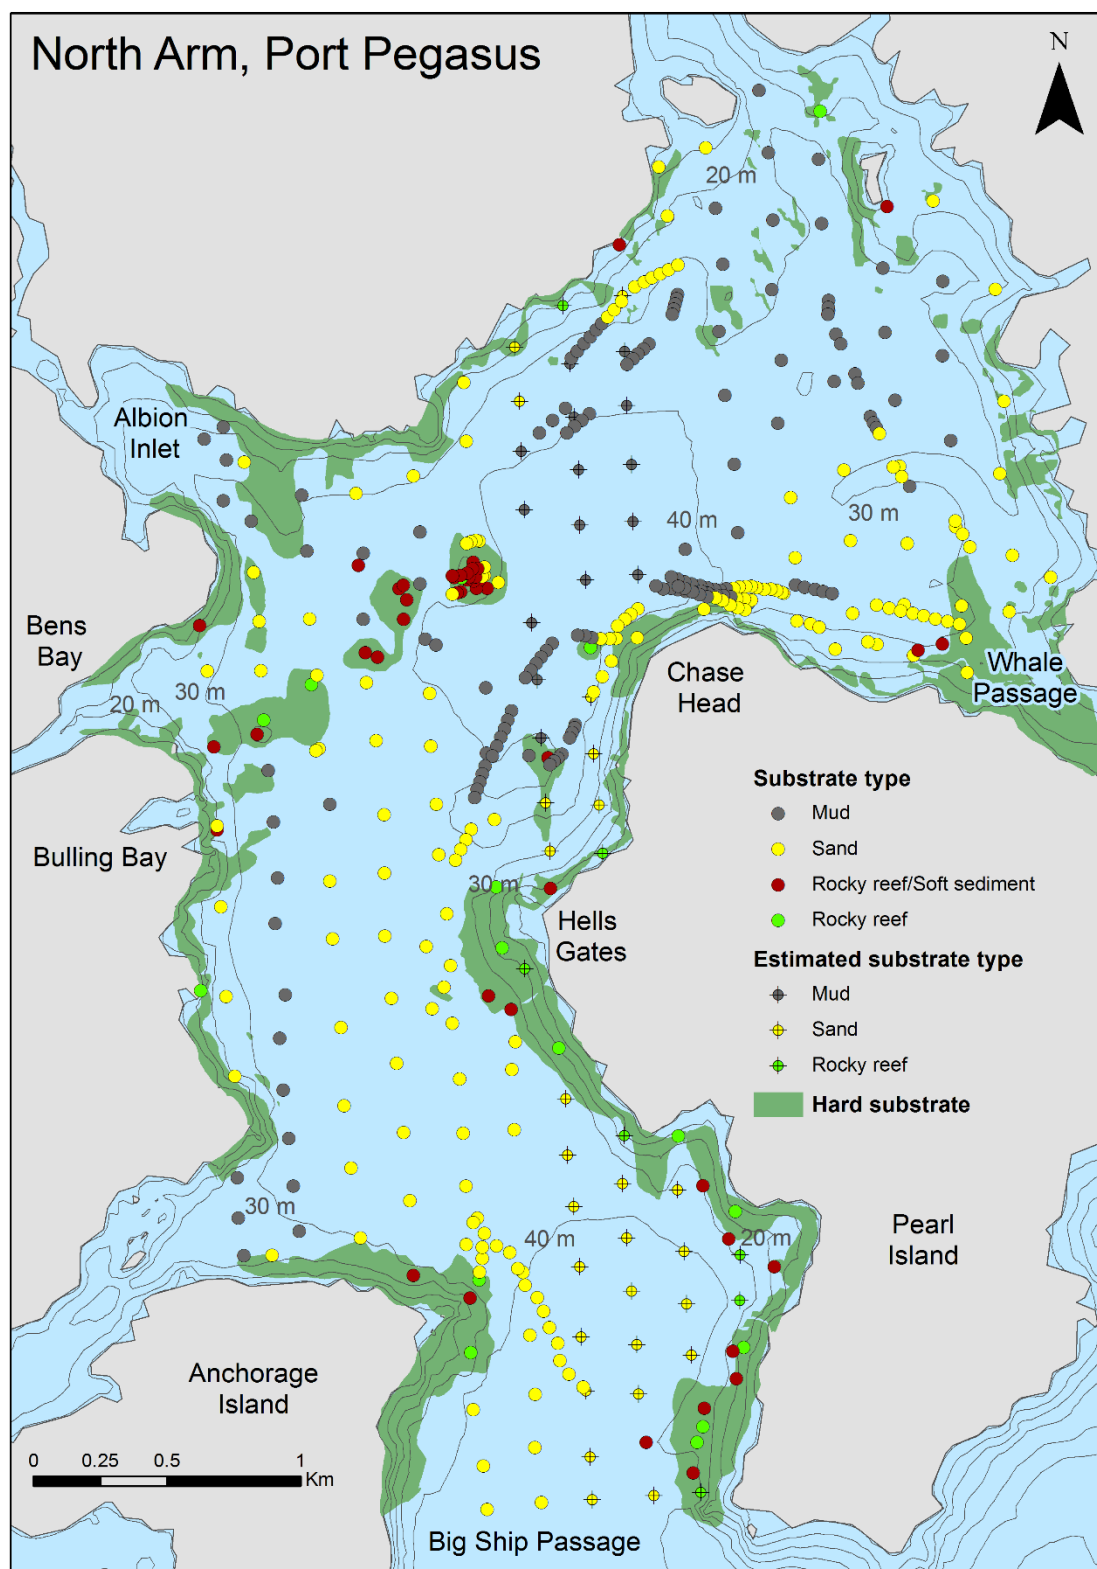 North Arm, Port Pegasus
N
20 m
Albion
Inlet
40 m
30 m
Bens
Bay
30 m
20 m
Chase
Head
Whale
Passage
Substrate type
Mud
Sand
Rocky reef/Soft sediment
Rocky reef
Estimated substrate type
Mud
Sand
Rocky reef
Hard substrate
Bulling Bay
30 m
Hells
Gates
30 m
40 m
20 m
Pearl
Island
Anchorage
Island
0 0.25 0.5 1
Km
Big Ship Passage